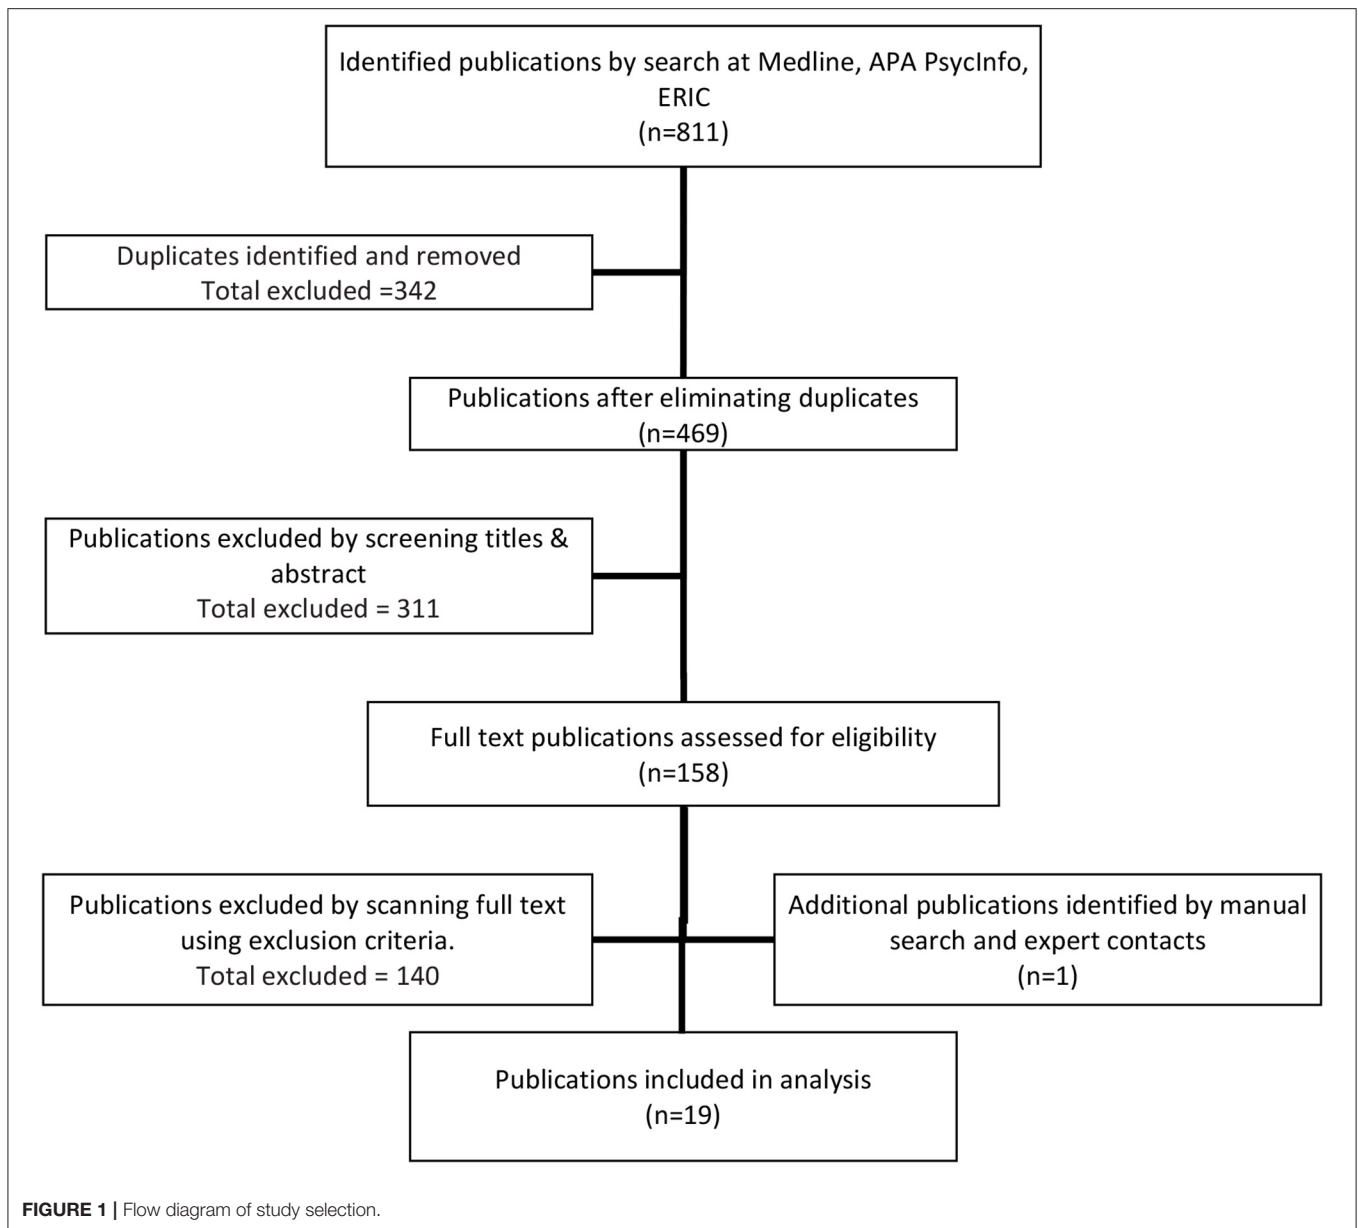 Identified publications by search at Medline, APA PsycInfo,
ERIC
(n=811)
Duplicates identified and removed
Total excluded =342
Publications after eliminating duplicates
(n=469)
Publications excluded by screening titles &
abstract
Total excluded = 311
Full text publications assessed for eligibility
(n=158)
Publications excluded by scanning full text
using exclusion criteria.
Total excluded = 140
Additional publications identified by manual
search and expert contacts
(n=1)
Publications included in analysis
(n=19)
FIGURE 1 | Flow diagram of study selection.